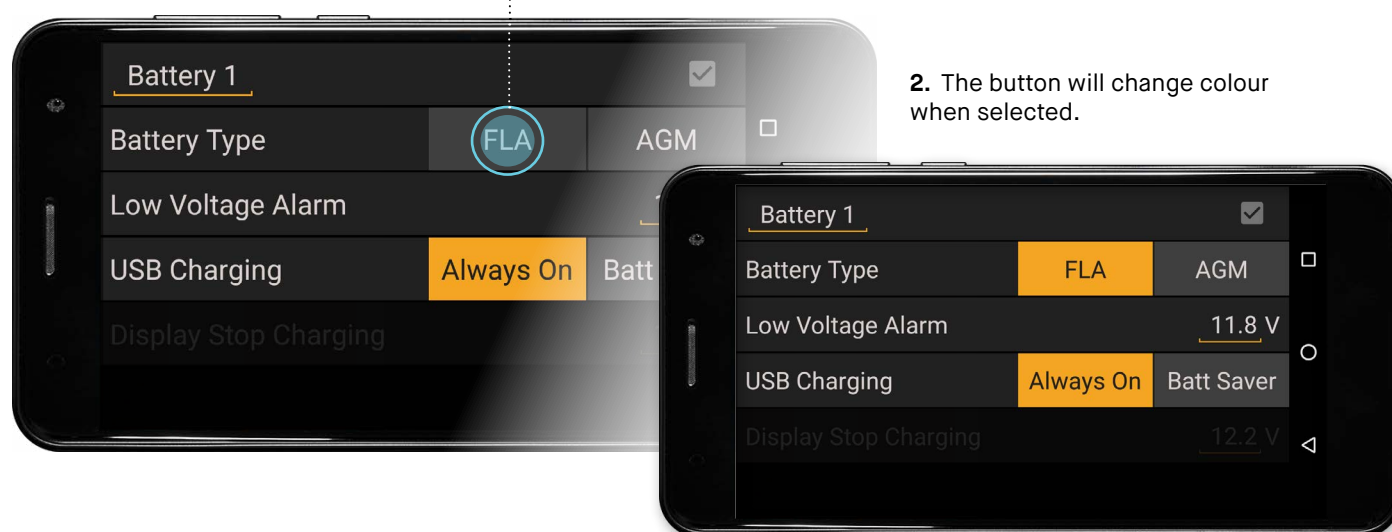 Battery 1
Battery Type FLA AGM
Low Voltage Alarm
USB Charging Always On Batt
Display Stop Charging
2. The button will change colour
when selected.
Battery 1
Battery Type FLA AGM
Low Voltage Alarm 11.8 V
USB Charging Always On Batt Saver
Display Stop Charging 12.2 V